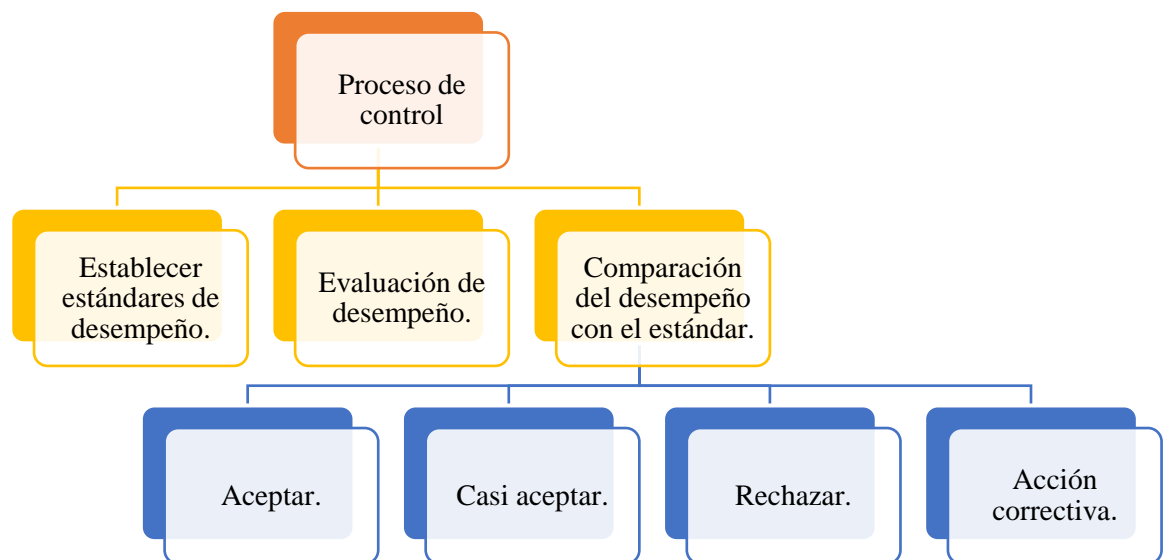 Proceso de
control
Establecer
estándares de
desempeño.
Evaluación de
desempeño.
Comparación
del desempeño
con el estándar.
Aceptar.
Casi aceptar.
Rechazar.
Acción
correctiva.